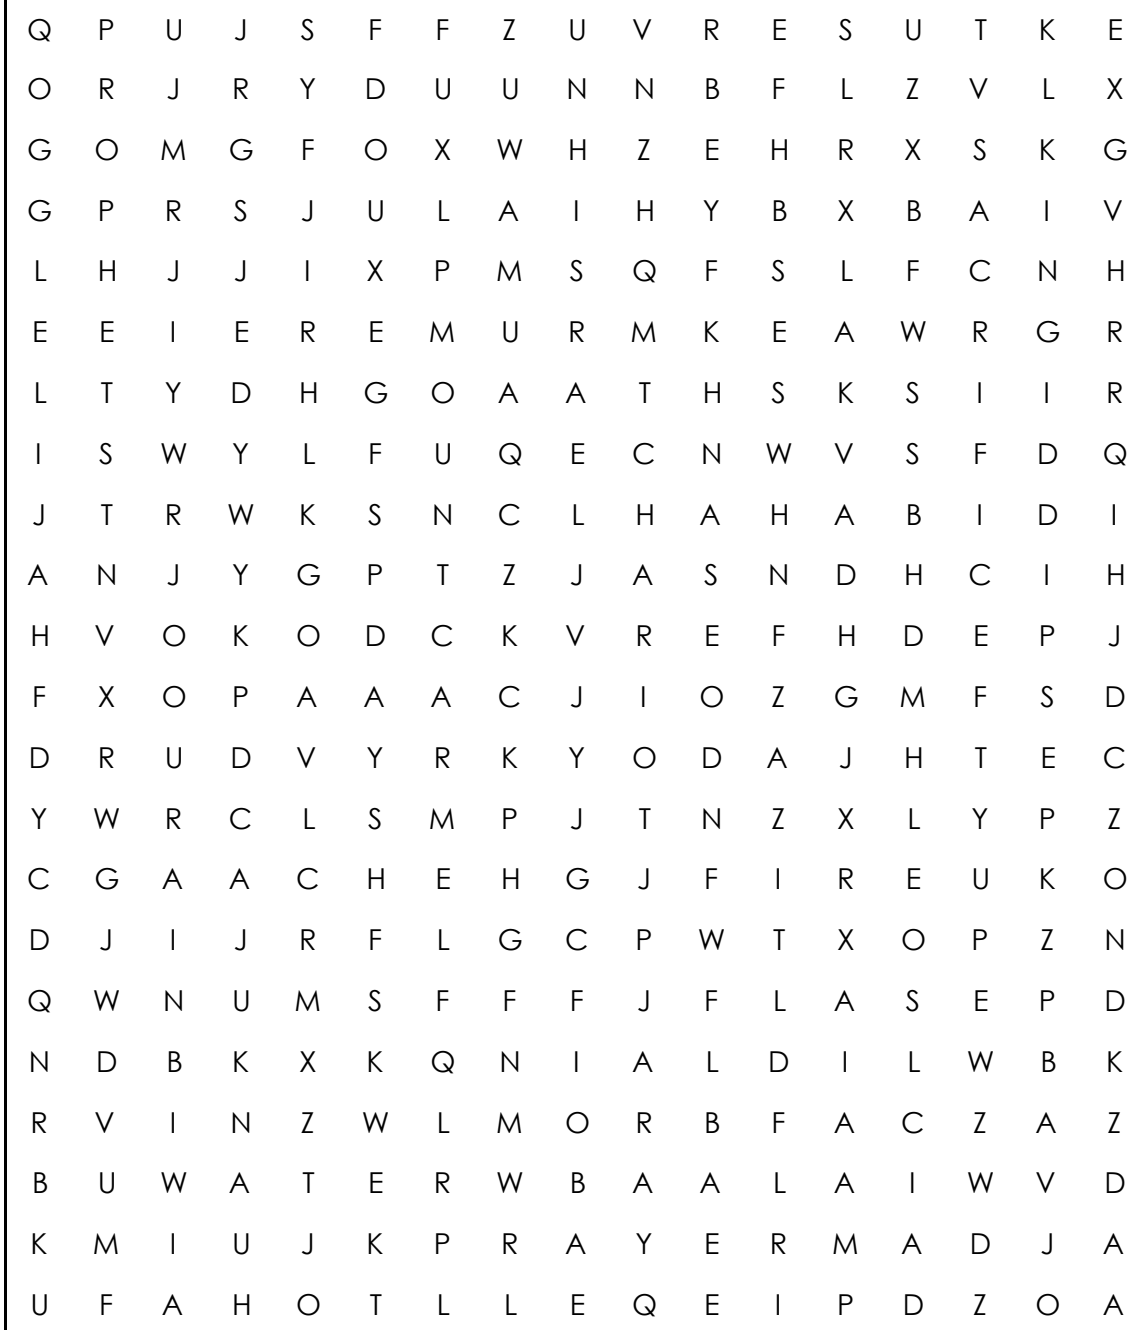 Q P U J S F F Z U V R E S U T K E
O R J R Y D U U N N B F L Z V L X
G O M G F O X W H Z E H R X S K G
G P R S J U L A I H Y B X B A I V
L H J J I X P M S Q F S L F C N H
E E I E R E M U R M K E A W R G R
L T Y D H G O A A T H S K S I I R
I S W Y L F U Q E C N W V S F D Q
J T R W K S N C L H A H A B I D I
A N J Y G P T Z J A S N D H C I H
H V O K O D C K V R E F H D E P J
F X O P A A A C J I O Z G M F S D
D R U D V Y R K Y O D A J H T E C
Y W R C L S M P J T N Z X L Y P Z
C G A A C H E H G J F I R E U K O
D J I J R F L G C P W T X O P Z N
Q W N U M S F F F J F L A S E P D
N D B K X K Q N I A L D I L W B K
R V I N Z W L M O R B F A C Z A Z
B U W A T E R W B A A L A I W V D
K M I U J K P R A Y E R M A D J A
U F A H O T L L E Q E I P D Z O A